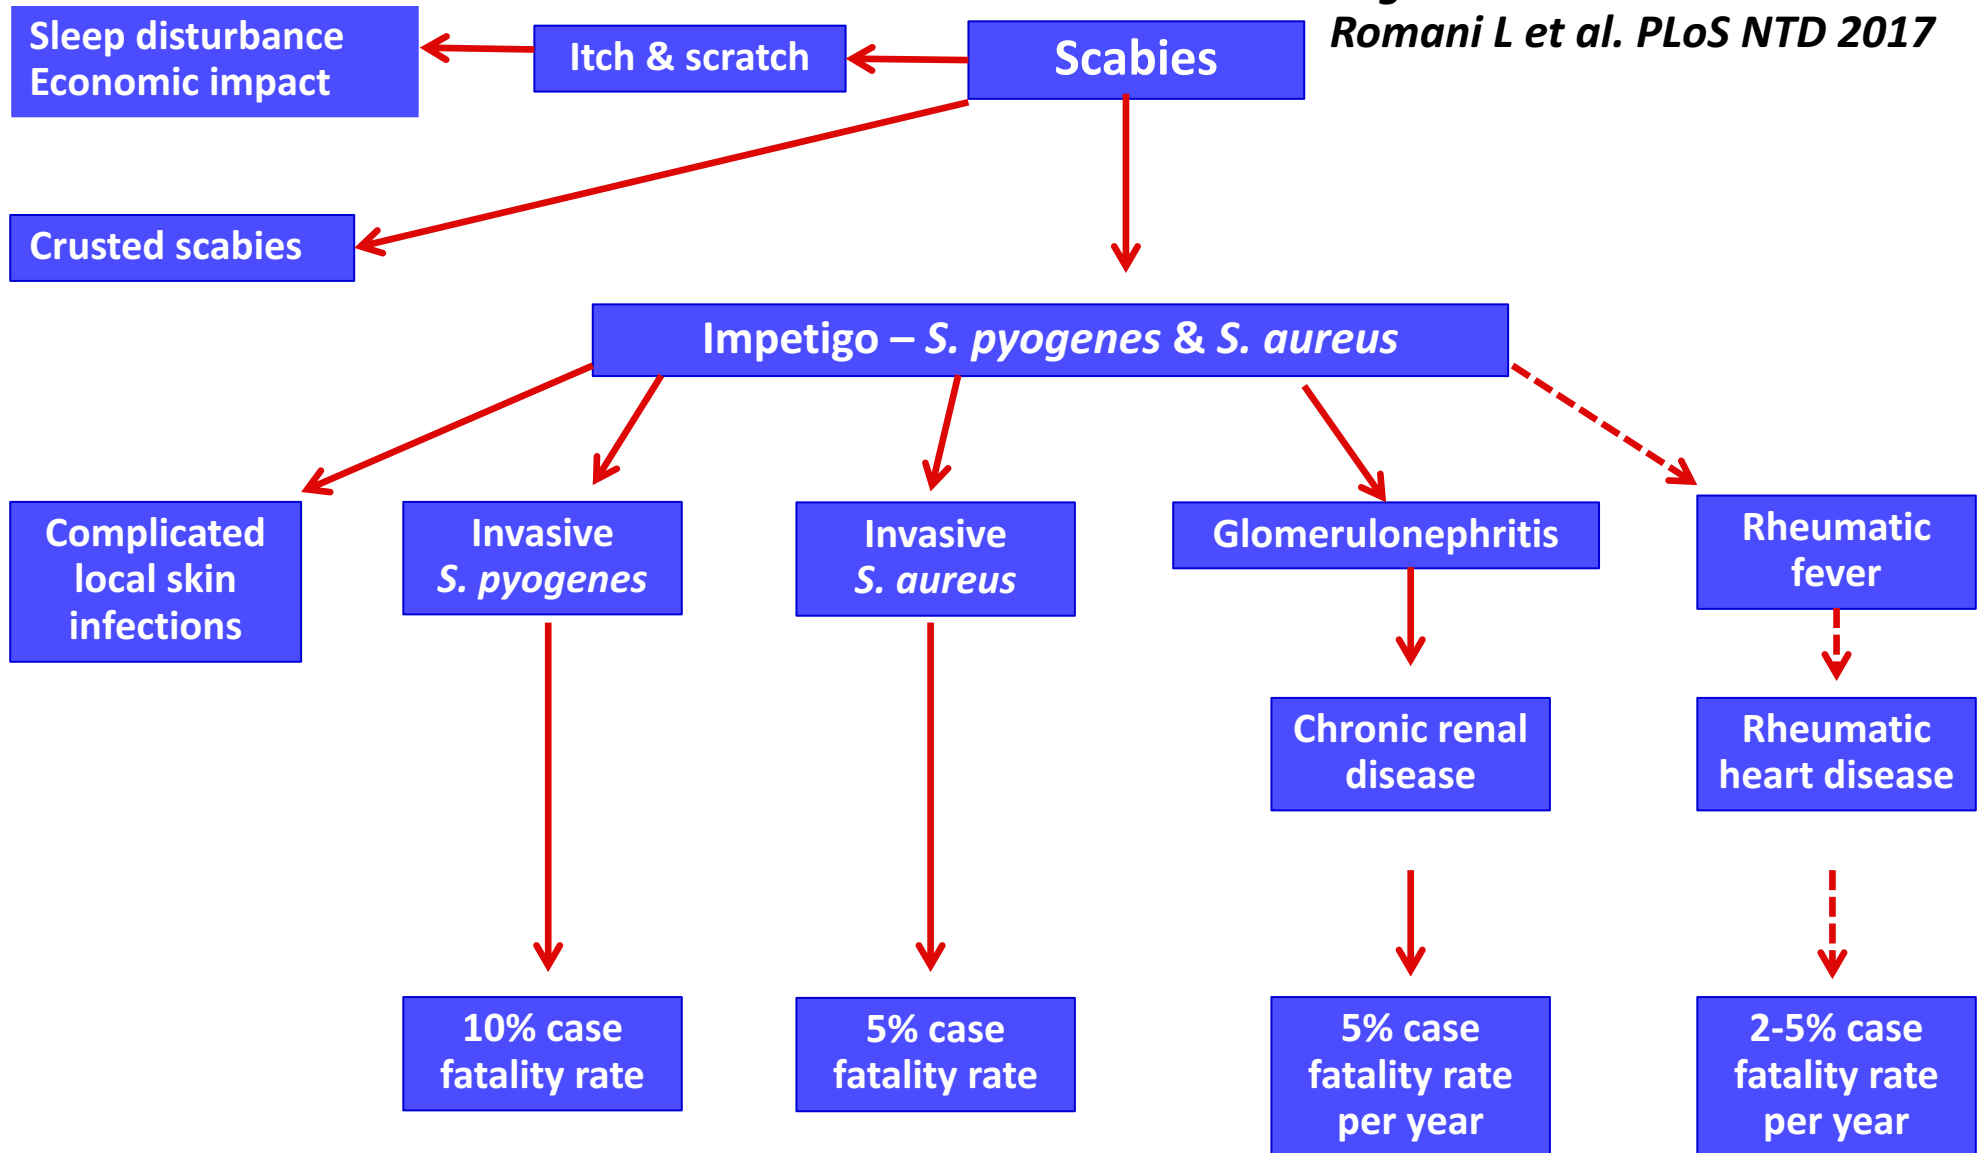 Romani L et al. PLoS NTD 2017
Sleep disturbance
Economic impact
Itch & scratch
Scabies
Crusted scabies
Impetigo – S. pyogenes & S. aureus
Complicated
local skin
infections
Invasive
S. pyogenes
Invasive
S. aureus
Glomerulonephritis
Rheumatic
fever
Chronic renal
disease
Rheumatic
heart disease
10% case
fatality rate
5% case
fatality rate
5% case
fatality rate
per year
2-5% case
fatality rate
per year